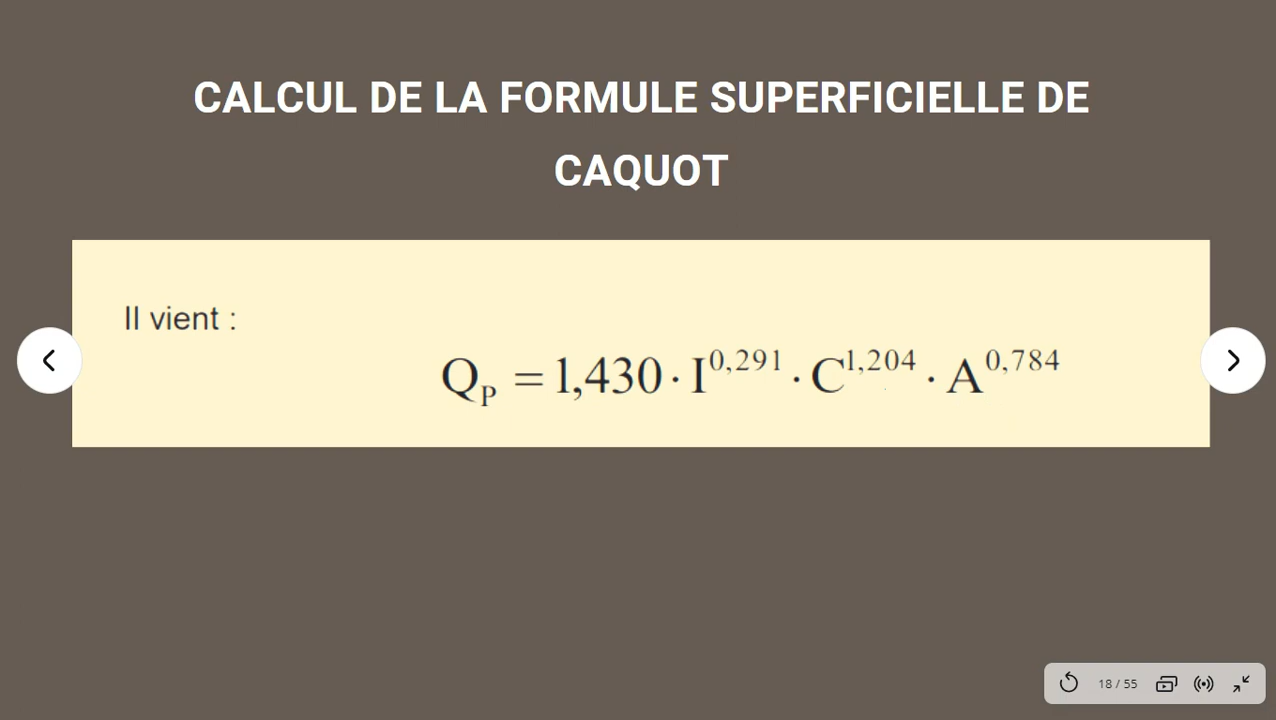 CALCUL DE LA FORMULE SUPERFICIELLE DE
CAQUOT
Il vient :
Q_P = 1,430 · I^0,291 · C^1,204 · A^0,784
18 / 55